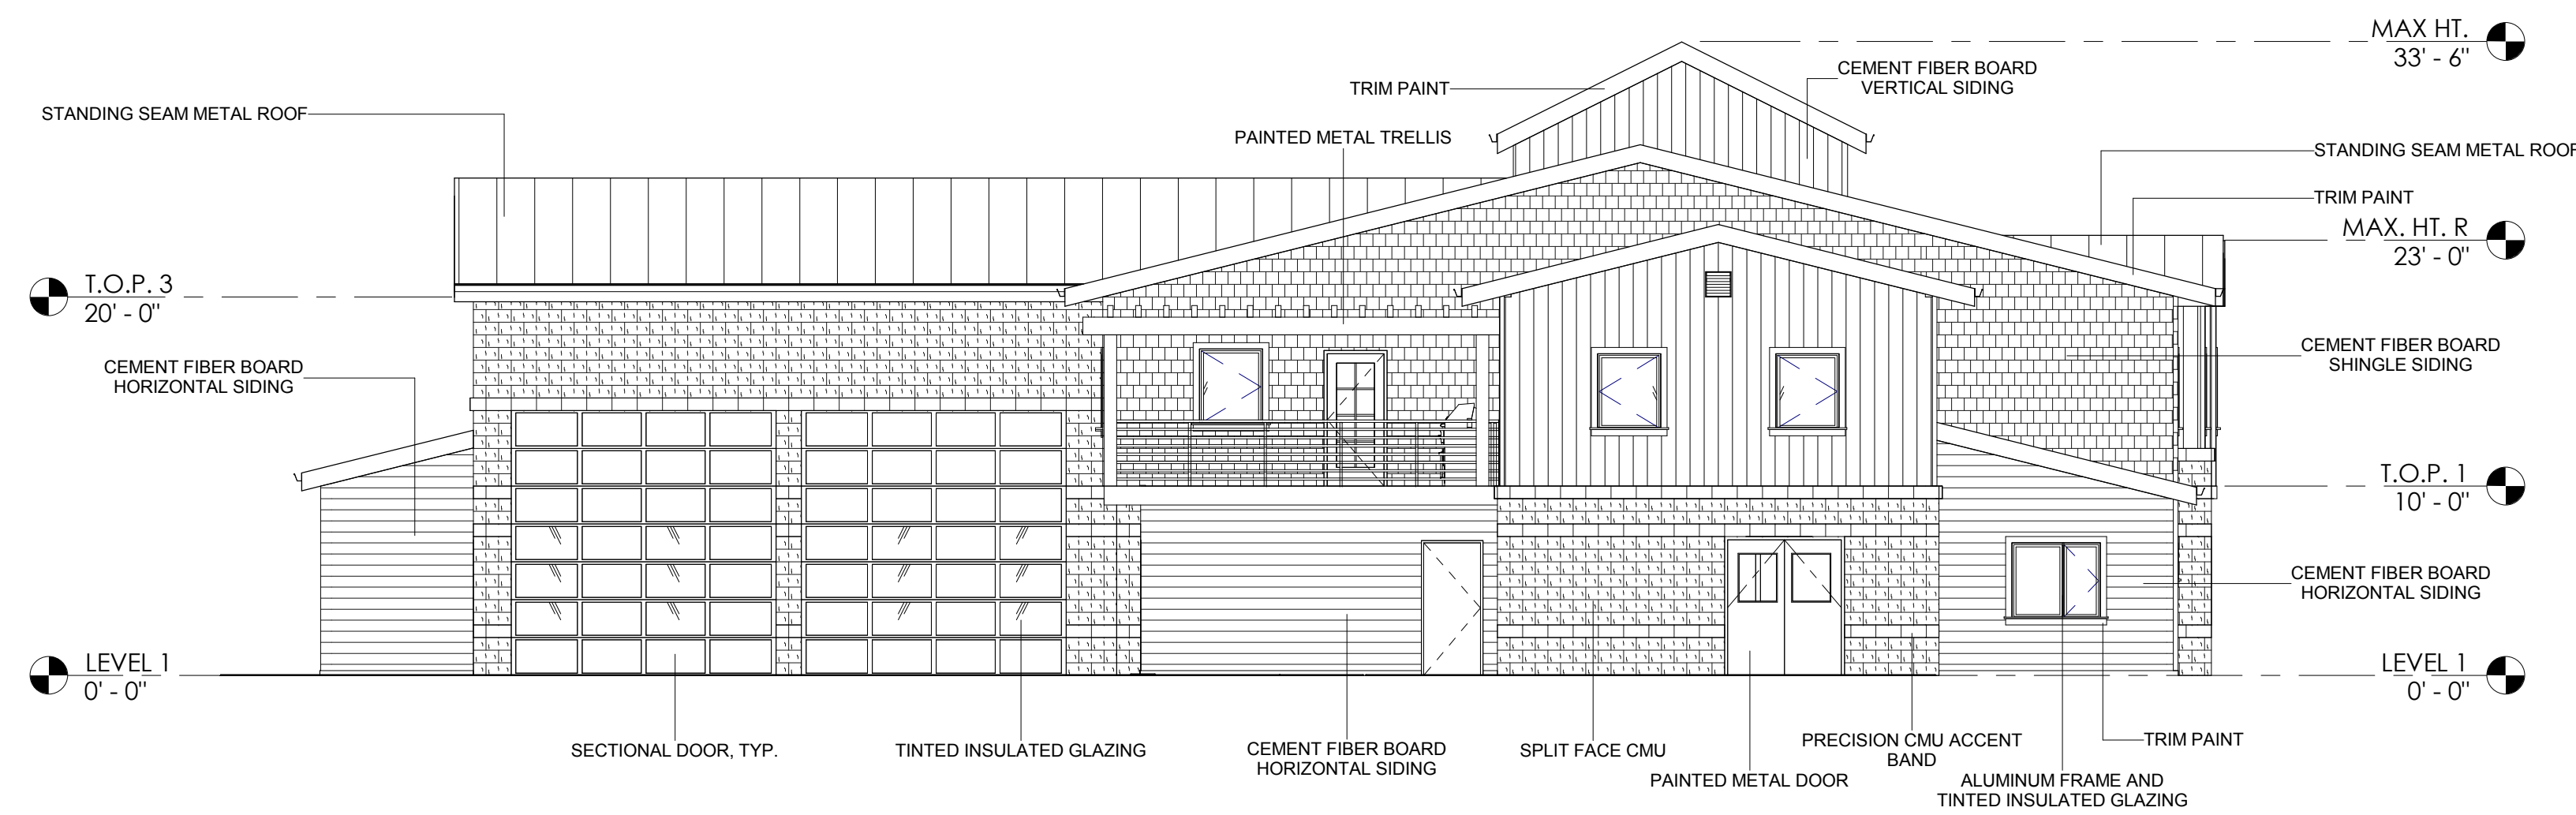 MAX HT.
33' - 6"
CEMENT FIBER BOARD
VERTICAL SIDING
TRIM PAINT
STANDING SEAM METAL ROOF
PAINTED METAL TRELLIS
STANDING SEAM METAL ROOF
TRIM PAINT
MAX. HT. R
23' - 0"
T.O.P. 3
20' - 0"
CEMENT FIBER BOARD
SHINGLE SIDING
CEMENT FIBER BOARD
HORIZONTAL SIDING
T.O.P. 1
10' - 0"
CEMENT FIBER BOARD
HORIZONTAL SIDING
LEVEL 1
0' - 0"
LEVEL 1
0' - 0"
SECTIONAL DOOR, TYP.
TINTED INSULATED GLAZING
CEMENT FIBER BOARD
HORIZONTAL SIDING
SPLIT FACE CMU
PAINTED METAL DOOR
PRECISION CMU ACCENT
BAND
TRIM PAINT
ALUMINUM FRAME AND
TINTED INSULATED GLAZING